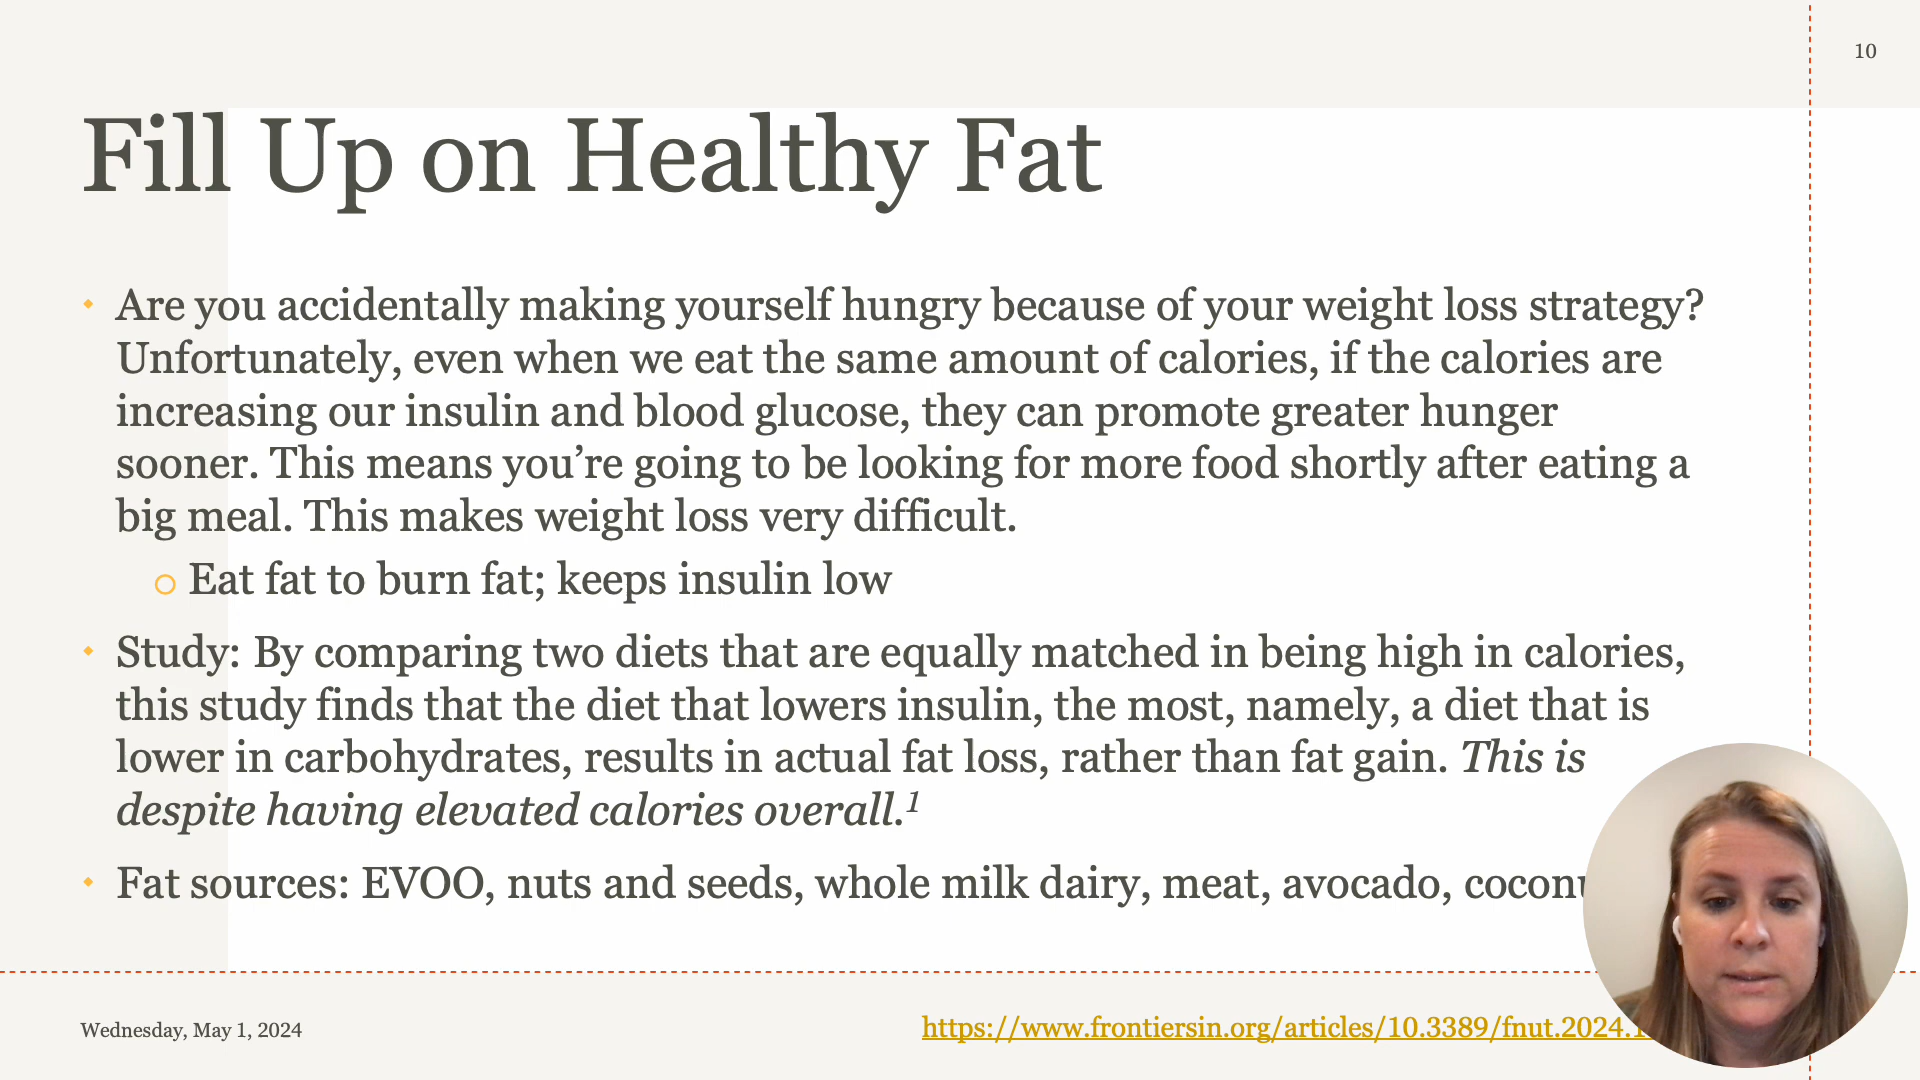 10
Fill Up on Healthy Fat
Are you accidentally making yourself hungry because of your weight loss strategy?
Unfortunately, even when we eat the same amount of calories, if the calories are
increasing our insulin and blood glucose, they can promote greater hunger
sooner. This means you’re going to be looking for more food shortly after eating a
big meal. This makes weight loss very difficult.
Eat fat to burn fat; keeps insulin low
Study: By comparing two diets that are equally matched in being high in calories,
this study finds that the diet that lowers insulin, the most, namely, a diet that is
lower in carbohydrates, results in actual fat loss, rather than fat gain. This is
despite having elevated calories overall.¹
Fat sources: EVOO, nuts and seeds, whole milk dairy, meat, avocado,
Wednesday, May 1, 2024
https://www.frontiersin.org/articles/10.3389/fnut.2024.